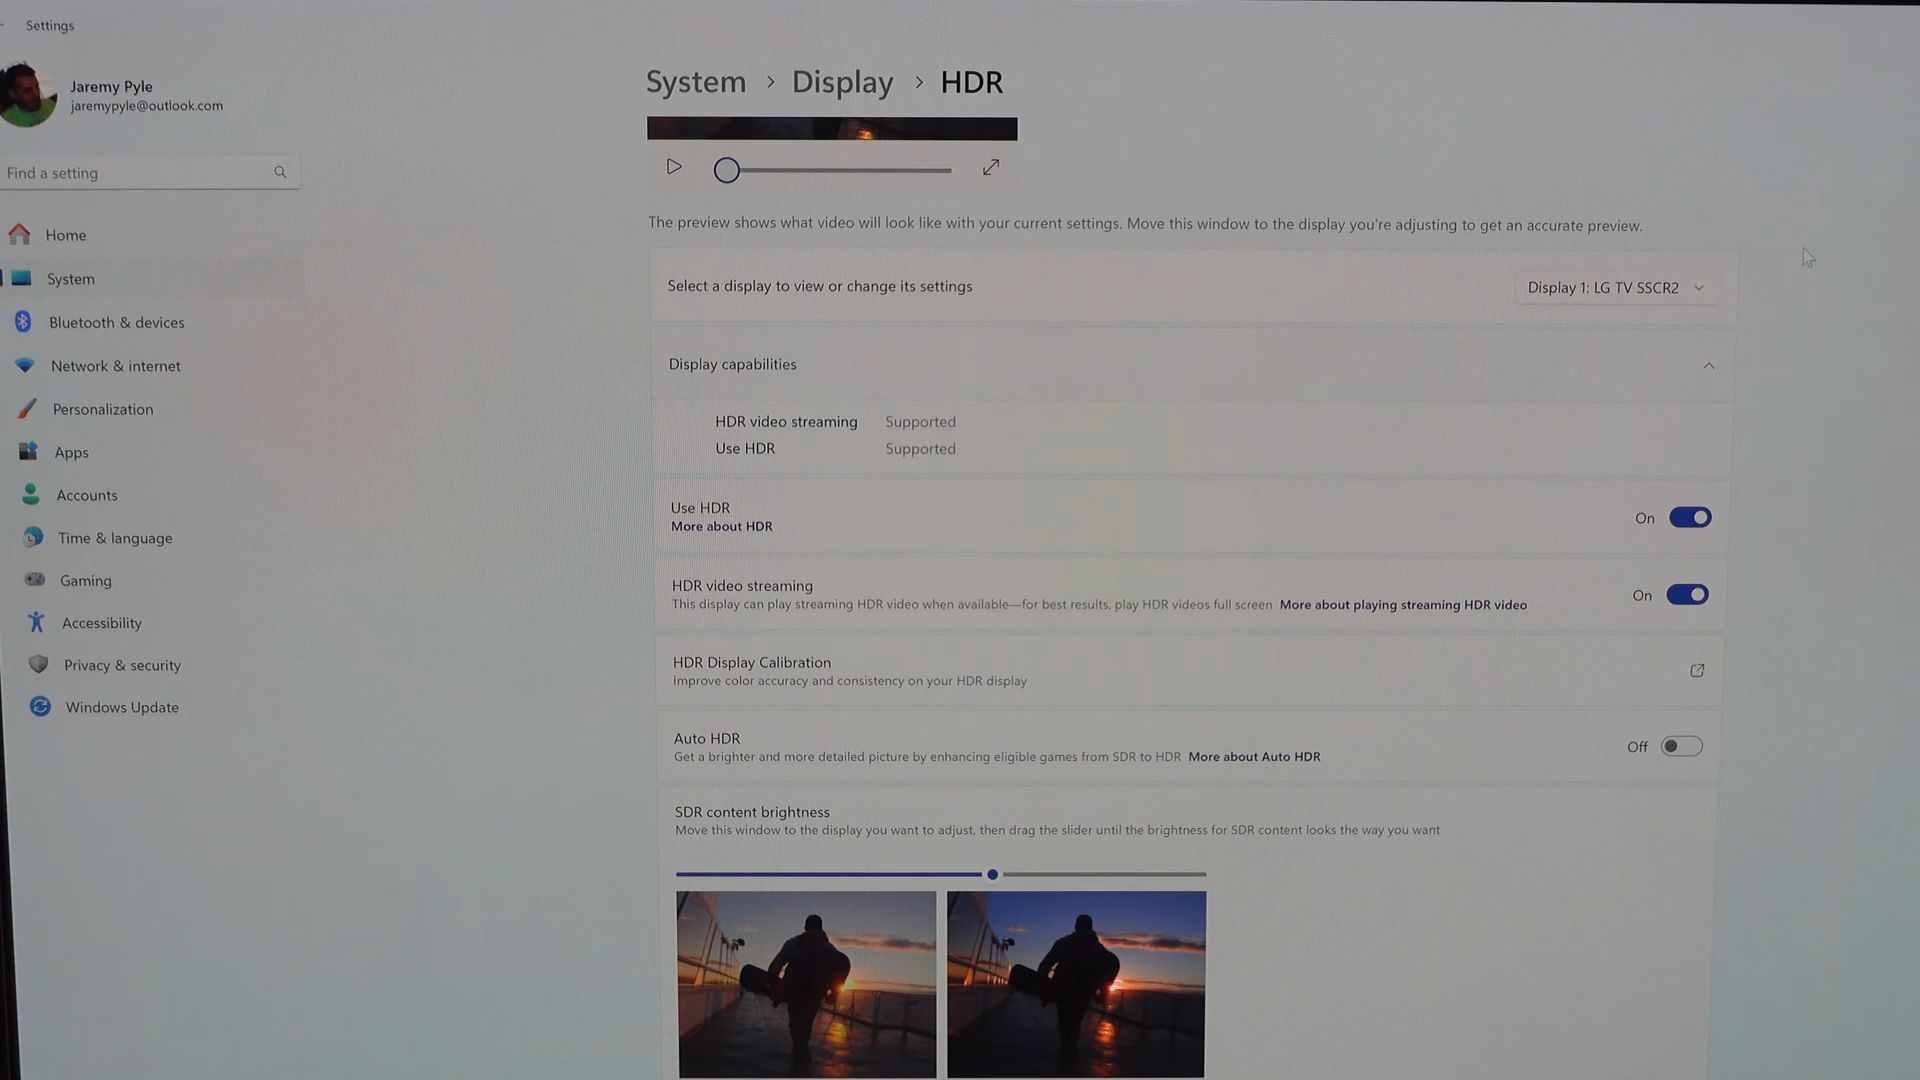 Settings
Jaremy Pyle
jaremypyle@outlook.com
Find a setting
Home
System
Bluetooth & devices
Network & internet
Personalization
Apps
Accounts
Time & language
Gaming
Accessibility
Privacy & security
Windows Update
System > Display > HDR
The preview shows what video will look like with your current settings. Move this window to the display you're adjusting to get an accurate preview.
Select a display to view or change its settings
Display 1: LG TV SSCR2
Display capabilities
HDR video streaming Supported
Use HDR Supported
Use HDR
More about HDR
On
HDR video streaming
This display can play streaming HDR video when available—for best results, play HDR videos full screen More about playing streaming HDR video
On
HDR Display Calibration
Improve color accuracy and consistency on your HDR display
Auto HDR
Get a brighter and more detailed picture by enhancing eligible games from SDR to HDR More about Auto HDR
Off
SDR content brightness
Move this window to the display you want to adjust, then drag the slider until the brightness for SDR content looks the way you want